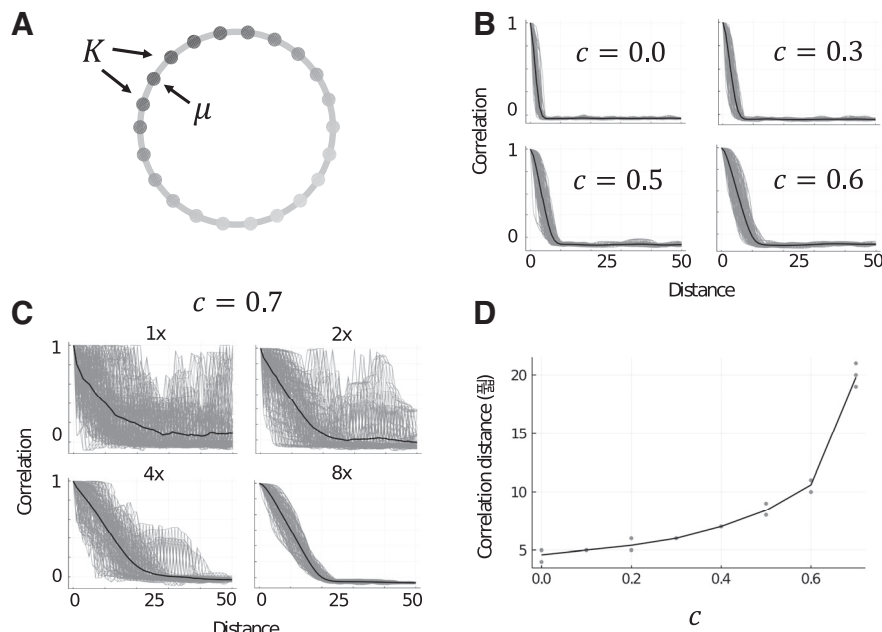 A
K
μ
B
c = 0.0
c = 0.3
1
0
Correlation
c = 0.5
c = 0.6
1
0
0 25 50
0 25 50
Distance
C
c = 0.7
1x
2x
1
0
Correlation
4x
8x
1
0
0 25 50
0 25 50
Distance
D
Correlation distance
20
15
10
5
0.0 0.2 0.4 0.6
c